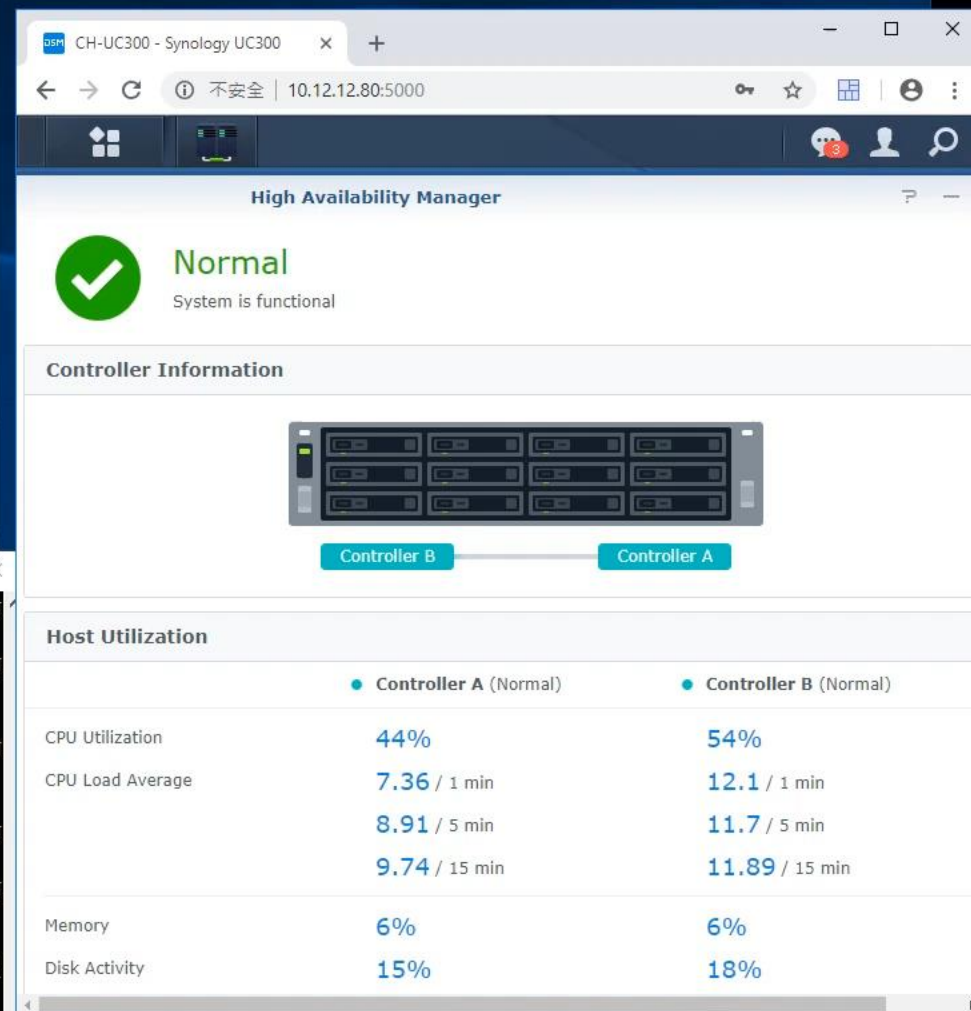 DSM CH-UC300 - Synology UC300
不安全 | 10.12.12.80:5000
3
High Availability Manager
Normal
System is functional
Controller Information
Controller B Controller A
Host Utilization
Controller A (Normal) Controller B (Normal)
CPU Utilization 44% 54%
CPU Load Average 7.36 / 1 min 12.1 / 1 min
8.91 / 5 min 11.7 / 5 min
9.74 / 15 min 11.89 / 15 min
Memory 6% 6%
Disk Activity 15% 18%